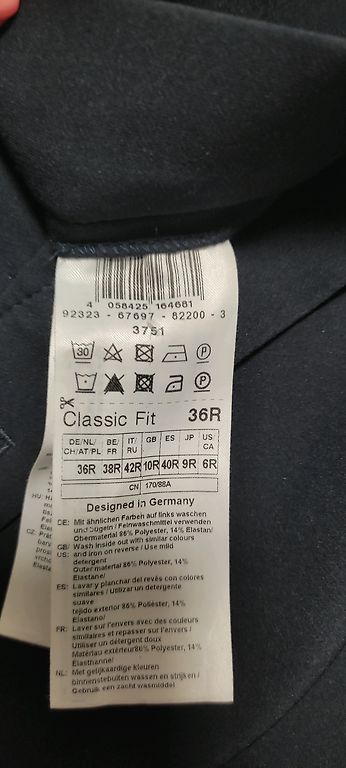 4 058425 164681
92323 - 67697 - 82200 - 3
3751
30 P
P
Classic Fit 36R
DE/NL/ BE/ IT/ GB ES JP US
CH/AT/PL FR RU CA
36R 38R 42R 10R 40R 9R 6R
CN 170/88A
Designed in Germany
DE: Mit ähnlichen Farben auf links waschen
und bügeln / Feinwaschmittel verwenden
Obermaterial 86% Polyester, 14% Elastan/
GB/ Wash inside out with similar colours
US: and iron on reverse / Use mild
detergent
Outer material 86% Polyester, 14%
Elastane/
ES: Lavar y planchar del revés con colores
similares / Utilizar un detergente
suave
tejido exterior 86% Poliéster, 14%
Elastano/
FR: Laver sur l'envers avec des couleurs
similaires et repasser sur l'envers /
Utiliser un détergent doux
Matériau extérieur86% Polyester, 14%
Elasthanne/
NL: Met gelijkaardige kleuren
binnenstebuiten wassen en strijken /
Gebruik een zacht wasmiddel
HU:
CZ: